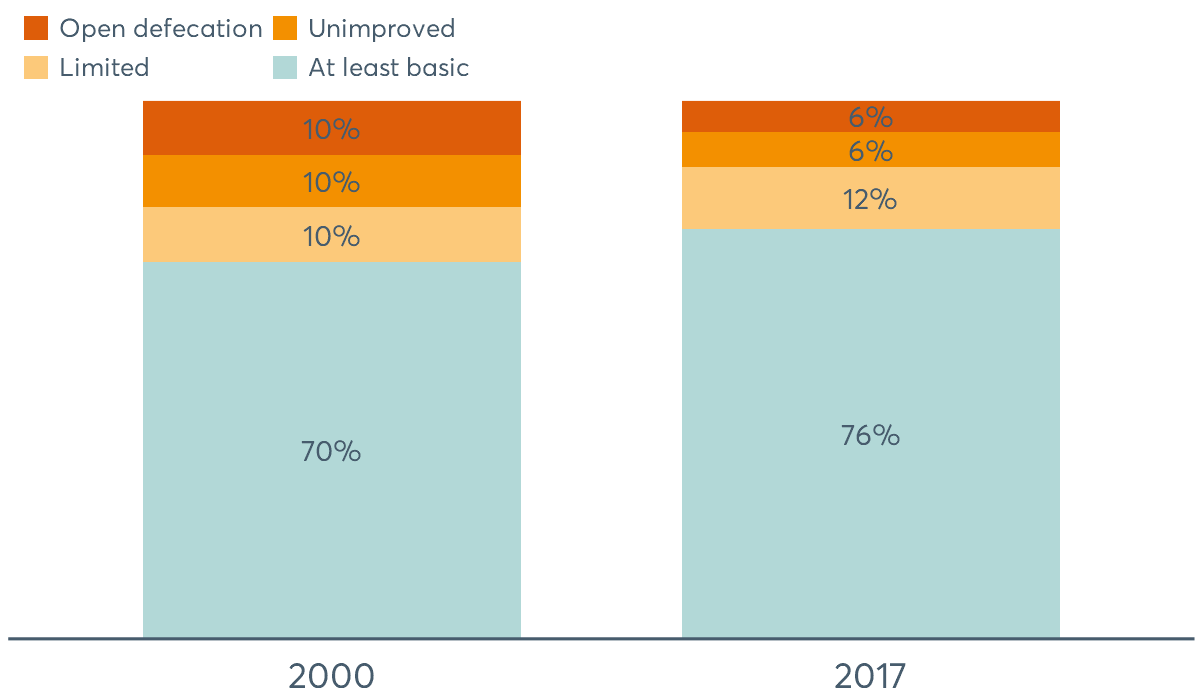 Open defecation Unimproved
Limited At least basic
10% 6%
10% 6%
10% 12%
70% 76%
2000 2017